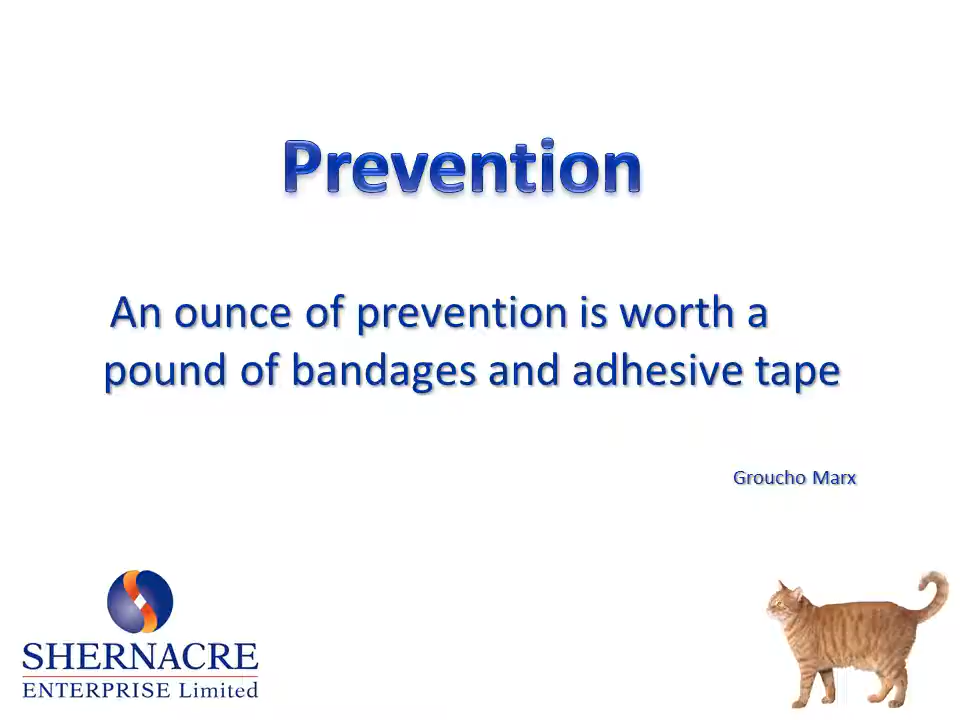 Prevention
An ounce of prevention is worth a
pound of bandages and adhesive tape
Groucho Marx
SHERNACRE
ENTERPRISE Limited